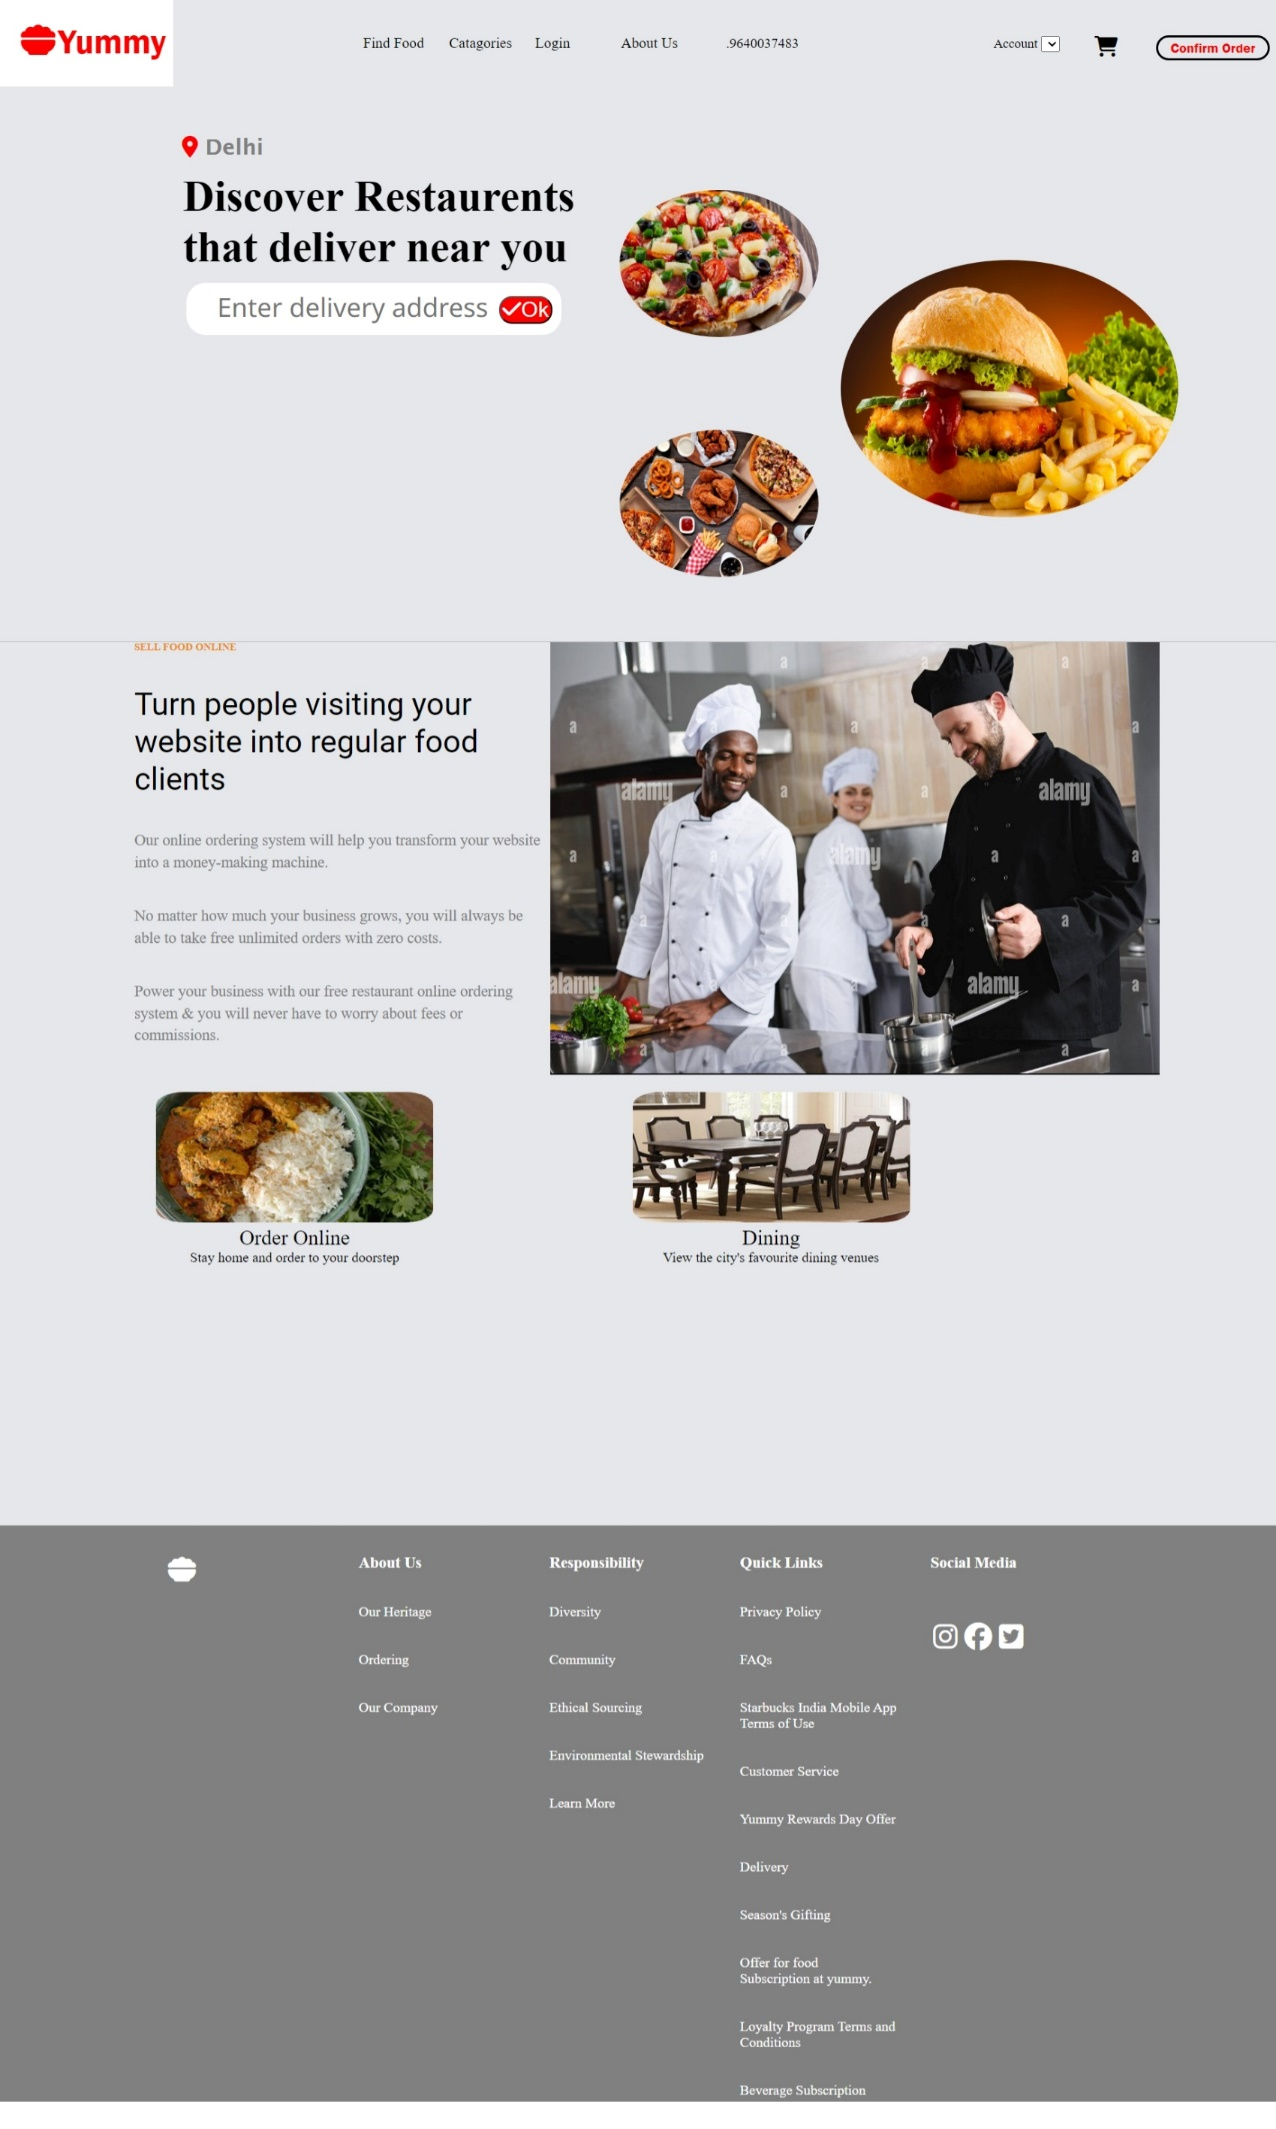 Yummy
Find Food
Catagories
Login
About Us
.9640037483
Account
Confirm Order
Delhi
Discover Restaurents
that deliver near you
Enter delivery address
Ok
SELL FOOD ONLINE
Turn people visiting your
website into regular food
clients
Our online ordering system will help you transform your website
into a money-making machine.
No matter how much your business grows, you will always be
able to take free unlimited orders with zero costs.
Power your business with our free restaurant online ordering
system & you will never have to worry about fees or
commissions.
a a a
a a a
alamy a a alamy
a a alamy a a
a a a a
alamy alamy a
a a a
Order Online
Stay home and order to your doorstep
Dining
View the city's favourite dining venues
About Us
Our Heritage
Ordering
Our Company
Responsibility
Diversity
Community
Ethical Sourcing
Environmental Stewardship
Learn More
Quick Links
Privacy Policy
FAQs
Starbucks India Mobile App
Terms of Use
Customer Service
Yummy Rewards Day Offer
Delivery
Season's Gifting
Offer for food
Subscription at yummy.
Loyalty Program Terms and
Conditions
Beverage Subscription
Social Media